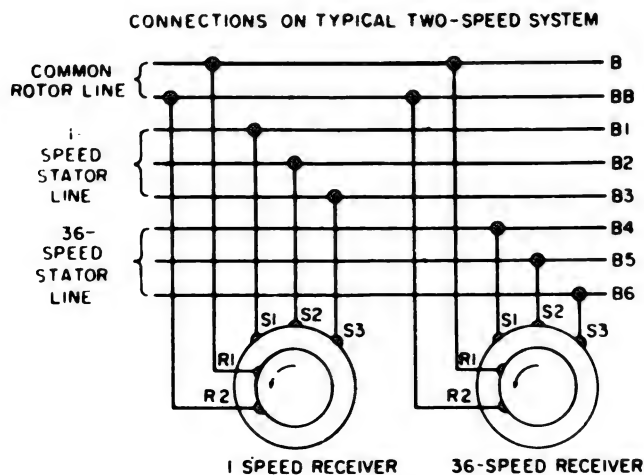 CONNECTIONS ON TYPICAL TWO-SPEED SYSTEM
COMMON
ROTOR LINE
B
BB
1-
SPEED
STATOR
LINE
B1
B2
B3
36-
SPEED
STATOR
LINE
B4
B5
B6
S1
S2
S3
R1
R2
S1
S2
S3
R1
R2
1 SPEED RECEIVER
36-SPEED RECEIVER